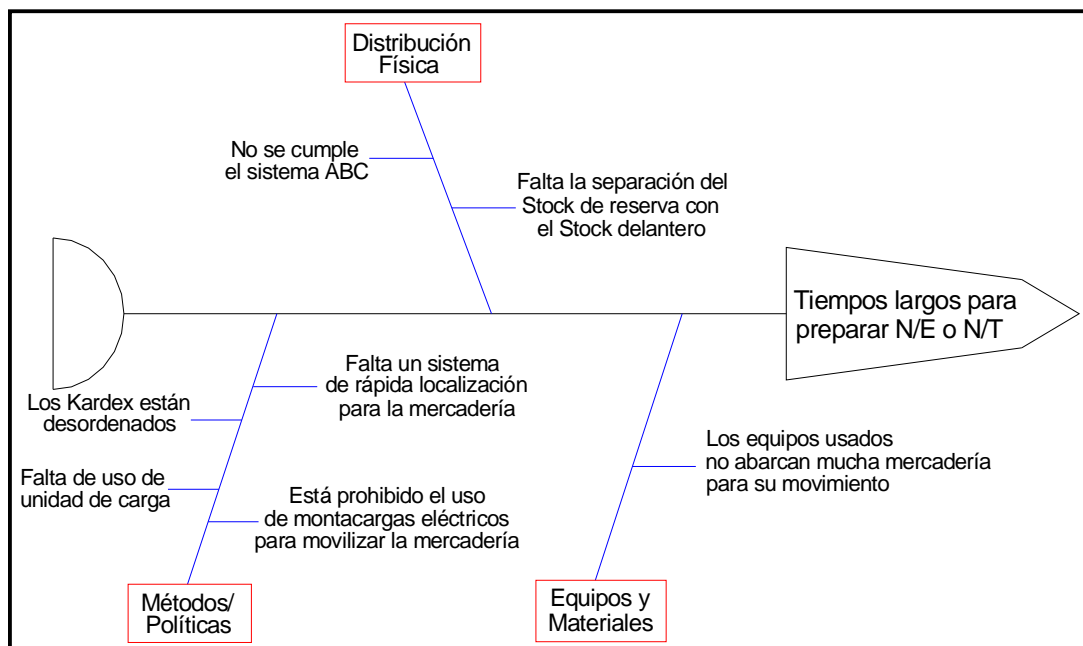 Distribución
Física
No se cumple
el sistema ABC
Falta la separación del
Stock de reserva con
el Stock delantero
Tiempos largos para
preparar N/E o N/T
Falta un sistema
de rápida localización
para la mercadería
Los Kardex están
desordenados
Falta de uso de
unidad de carga
Está prohibido el uso
de montacargas eléctricos
para movilizar la mercadería
Los equipos usados
no abarcan mucha mercadería
para su movimiento
Métodos/
Políticas
Equipos y
Materiales